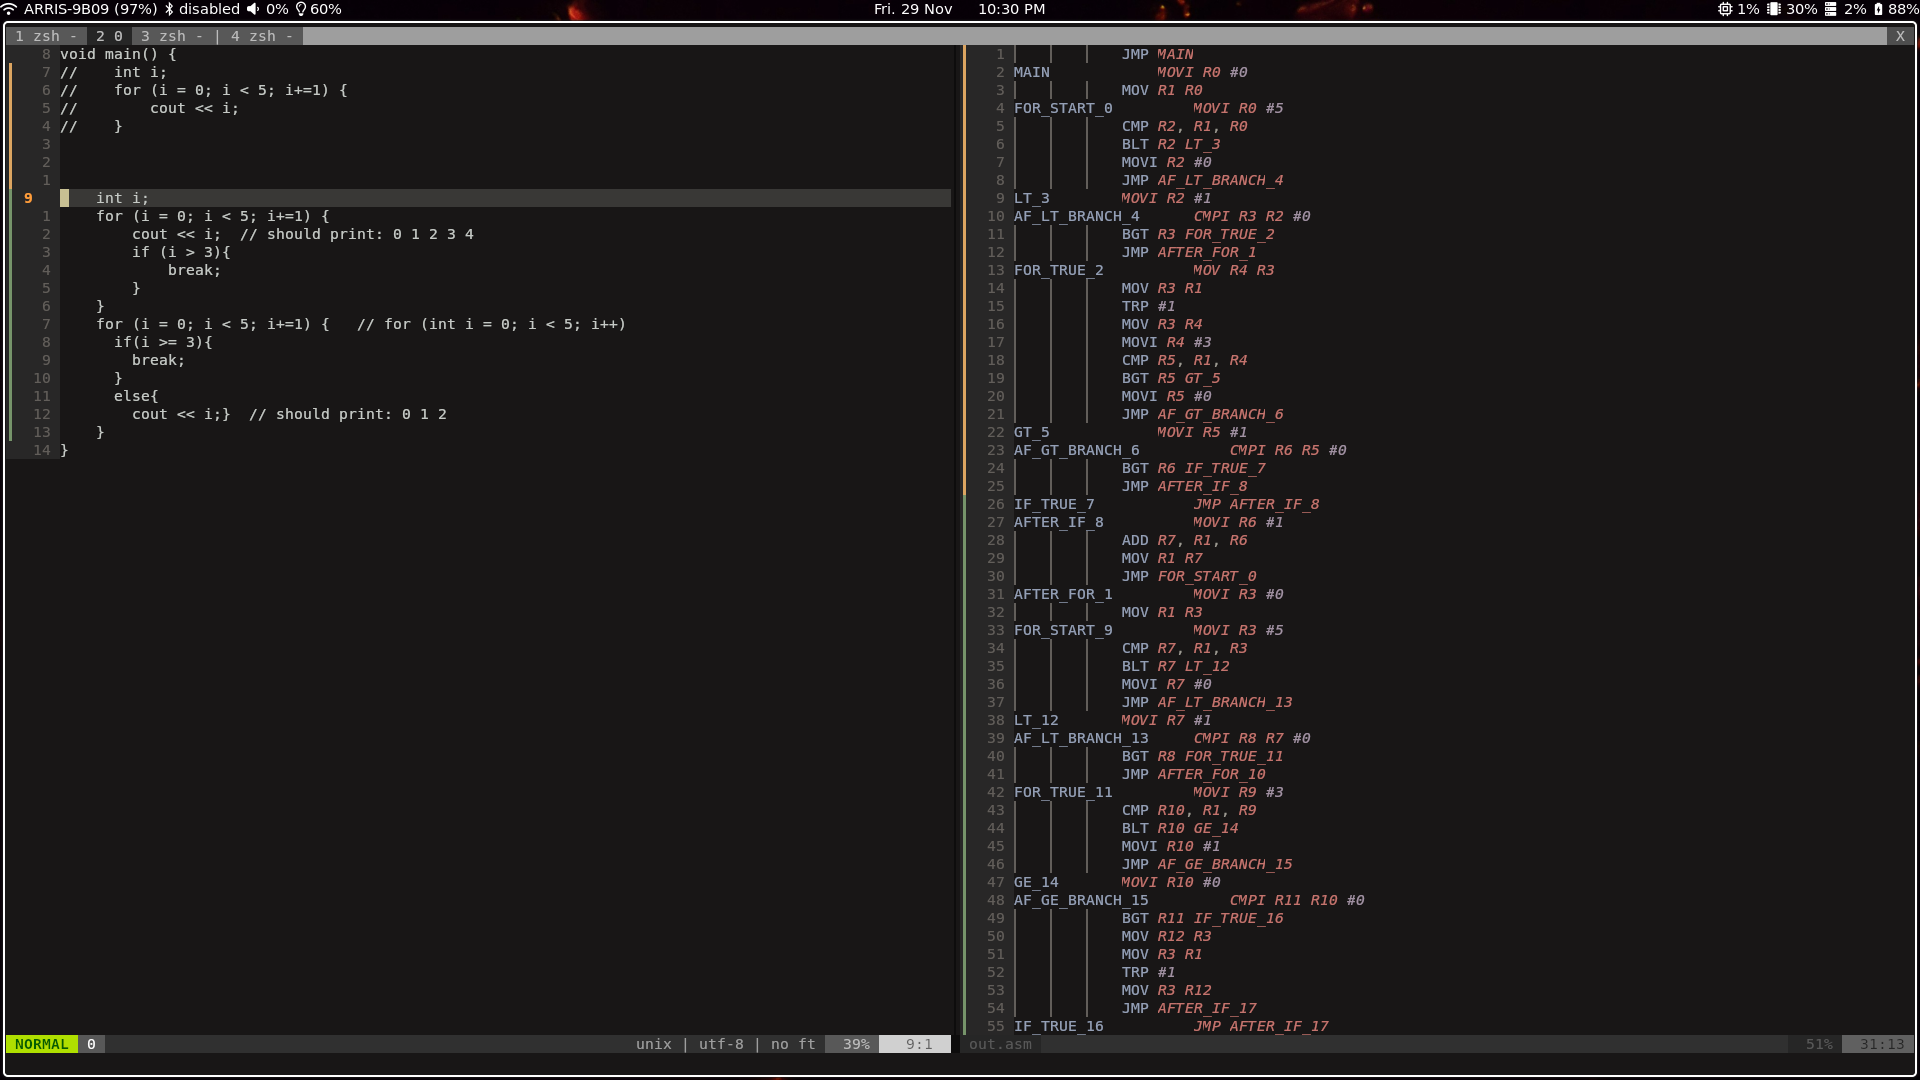 ARRIS-9B09 (97%) disabled 0% 60% Fri. 29 Nov 10:30 PM 1% 30% 2% 88%
1 zsh - 2 0 3 zsh - | 4 zsh - X
8 void main() {
7 //    int i;
6 //    for (i = 0; i < 5; i+=1) {
5 //        cout << i;
4 //    }
3
2
1
9     int i;
1     for (i = 0; i < 5; i+=1) {
2         cout << i;  // should print: 0 1 2 3 4
3         if (i > 3){
4             break;
5         }
6     }
7     for (i = 0; i < 5; i+=1) {   // for (int i = 0; i < 5; i++)
8       if(i >= 3){
9         break;
10       }
11       else{
12         cout << i;}  // should print: 0 1 2
13     }
14 }
NORMAL 0 unix | utf-8 | no ft 39% 9:1
1 JMP MAIN
2 MAIN MOVI R0 #0
3 MOV R1 R0
4 FOR_START_0 MOVI R0 #5
5 CMP R2, R1, R0
6 BLT R2 LT_3
7 MOVI R2 #0
8 JMP AF_LT_BRANCH_4
9 LT_3 MOVI R2 #1
10 AF_LT_BRANCH_4 CMPI R3 R2 #0
11 BGT R3 FOR_TRUE_2
12 JMP AFTER_FOR_1
13 FOR_TRUE_2 MOV R4 R3
14 MOV R3 R1
15 TRP #1
16 MOV R3 R4
17 MOVI R4 #3
18 CMP R5, R1, R4
19 BGT R5 GT_5
20 MOVI R5 #0
21 JMP AF_GT_BRANCH_6
22 GT_5 MOVI R5 #1
23 AF_GT_BRANCH_6 CMPI R6 R5 #0
24 BGT R6 IF_TRUE_7
25 JMP AFTER_IF_8
26 IF_TRUE_7 JMP AFTER_IF_8
27 AFTER_IF_8 MOVI R6 #1
28 ADD R7, R1, R6
29 MOV R1 R7
30 JMP FOR_START_0
31 AFTER_FOR_1 MOVI R3 #0
32 MOV R1 R3
33 FOR_START_9 MOVI R3 #5
34 CMP R7, R1, R3
35 BLT R7 LT_12
36 MOVI R7 #0
37 JMP AF_LT_BRANCH_13
38 LT_12 MOVI R7 #1
39 AF_LT_BRANCH_13 CMPI R8 R7 #0
40 BGT R8 FOR_TRUE_11
41 JMP AFTER_FOR_10
42 FOR_TRUE_11 MOVI R9 #3
43 CMP R10, R1, R9
44 BLT R10 GE_14
45 MOVI R10 #1
46 JMP AF_GE_BRANCH_15
47 GE_14 MOVI R10 #0
48 AF_GE_BRANCH_15 CMPI R11 R10 #0
49 BGT R11 IF_TRUE_16
50 MOV R12 R3
51 MOV R3 R1
52 TRP #1
53 MOV R3 R12
54 JMP AFTER_IF_17
55 IF_TRUE_16 JMP AFTER_IF_17
out.asm 51% 31:13